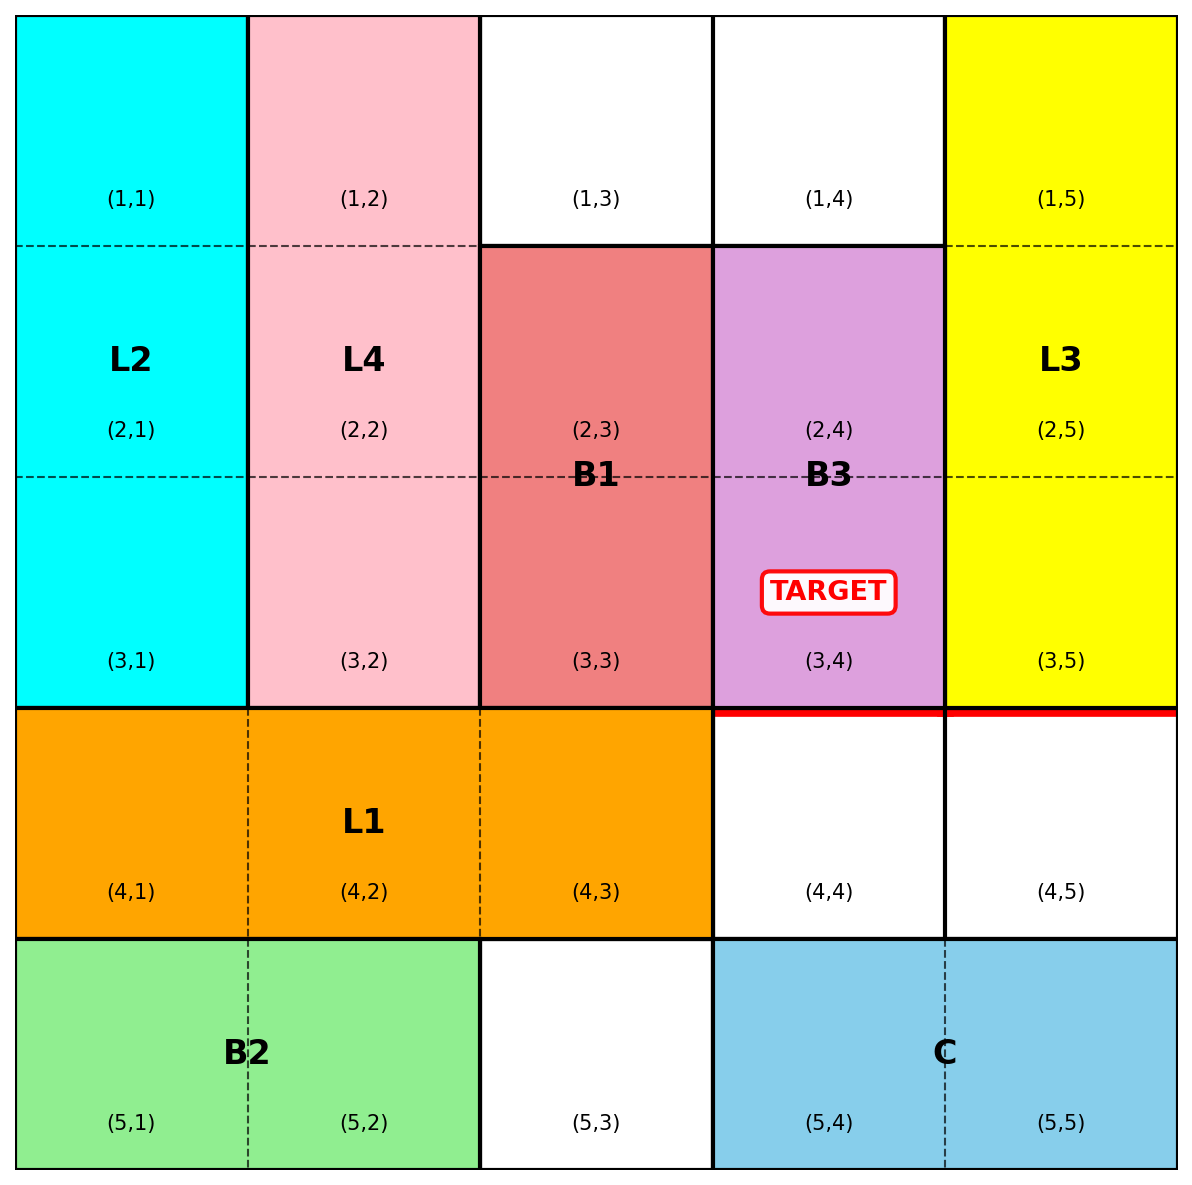 (1,1) (1,2) (1,3) (1,4) (1,5)
L2 L4 L3
(2,1) (2,2) (2,3) (2,4) (2,5)
B1 B3
TARGET
(3,1) (3,2) (3,3) (3,4) (3,5)
L1
(4,1) (4,2) (4,3) (4,4) (4,5)
B2 C
(5,1) (5,2) (5,3) (5,4) (5,5)